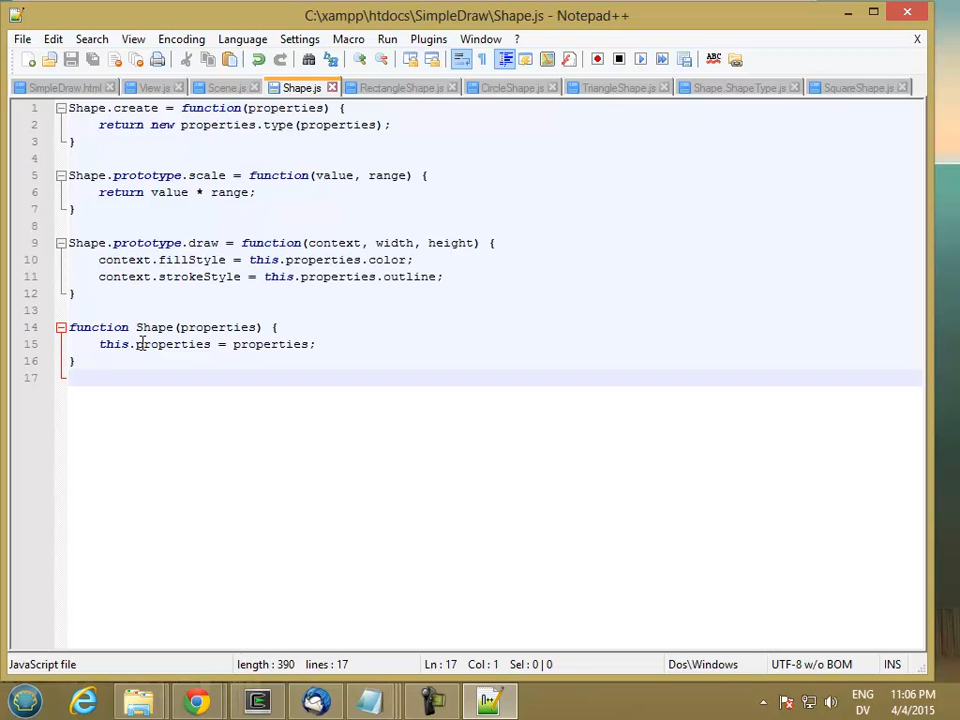 C:\xampp\htdocs\SimpleDraw\Shape.js - Notepad++
File Edit Search View Encoding Language Settings Macro Run Plugins Window ? X
ABC
SimpleDraw.html View.js Scene.js Shape.js RectangleShape.js CircleShape.js TriangleShape.js Shape.ShapeType.js SquareShape.js
1 Shape.create = function(properties) {
2 return new properties.type(properties);
3 }
4
5 Shape.prototype.scale = function(value, range) {
6 return value * range;
7 }
8
9 Shape.prototype.draw = function(context, width, height) {
10 context.fillStyle = this.properties.color;
11 context.strokeStyle = this.properties.outline;
12 }
13
14 function Shape(properties) {
15 this.properties = properties;
16 }
17
JavaScript file length : 390 lines : 17 Ln : 17 Col : 1 Sel : 0 | 0 Dos\Windows UTF-8 w/o BOM INS
ENG 11:06 PM
DV 4/4/2015